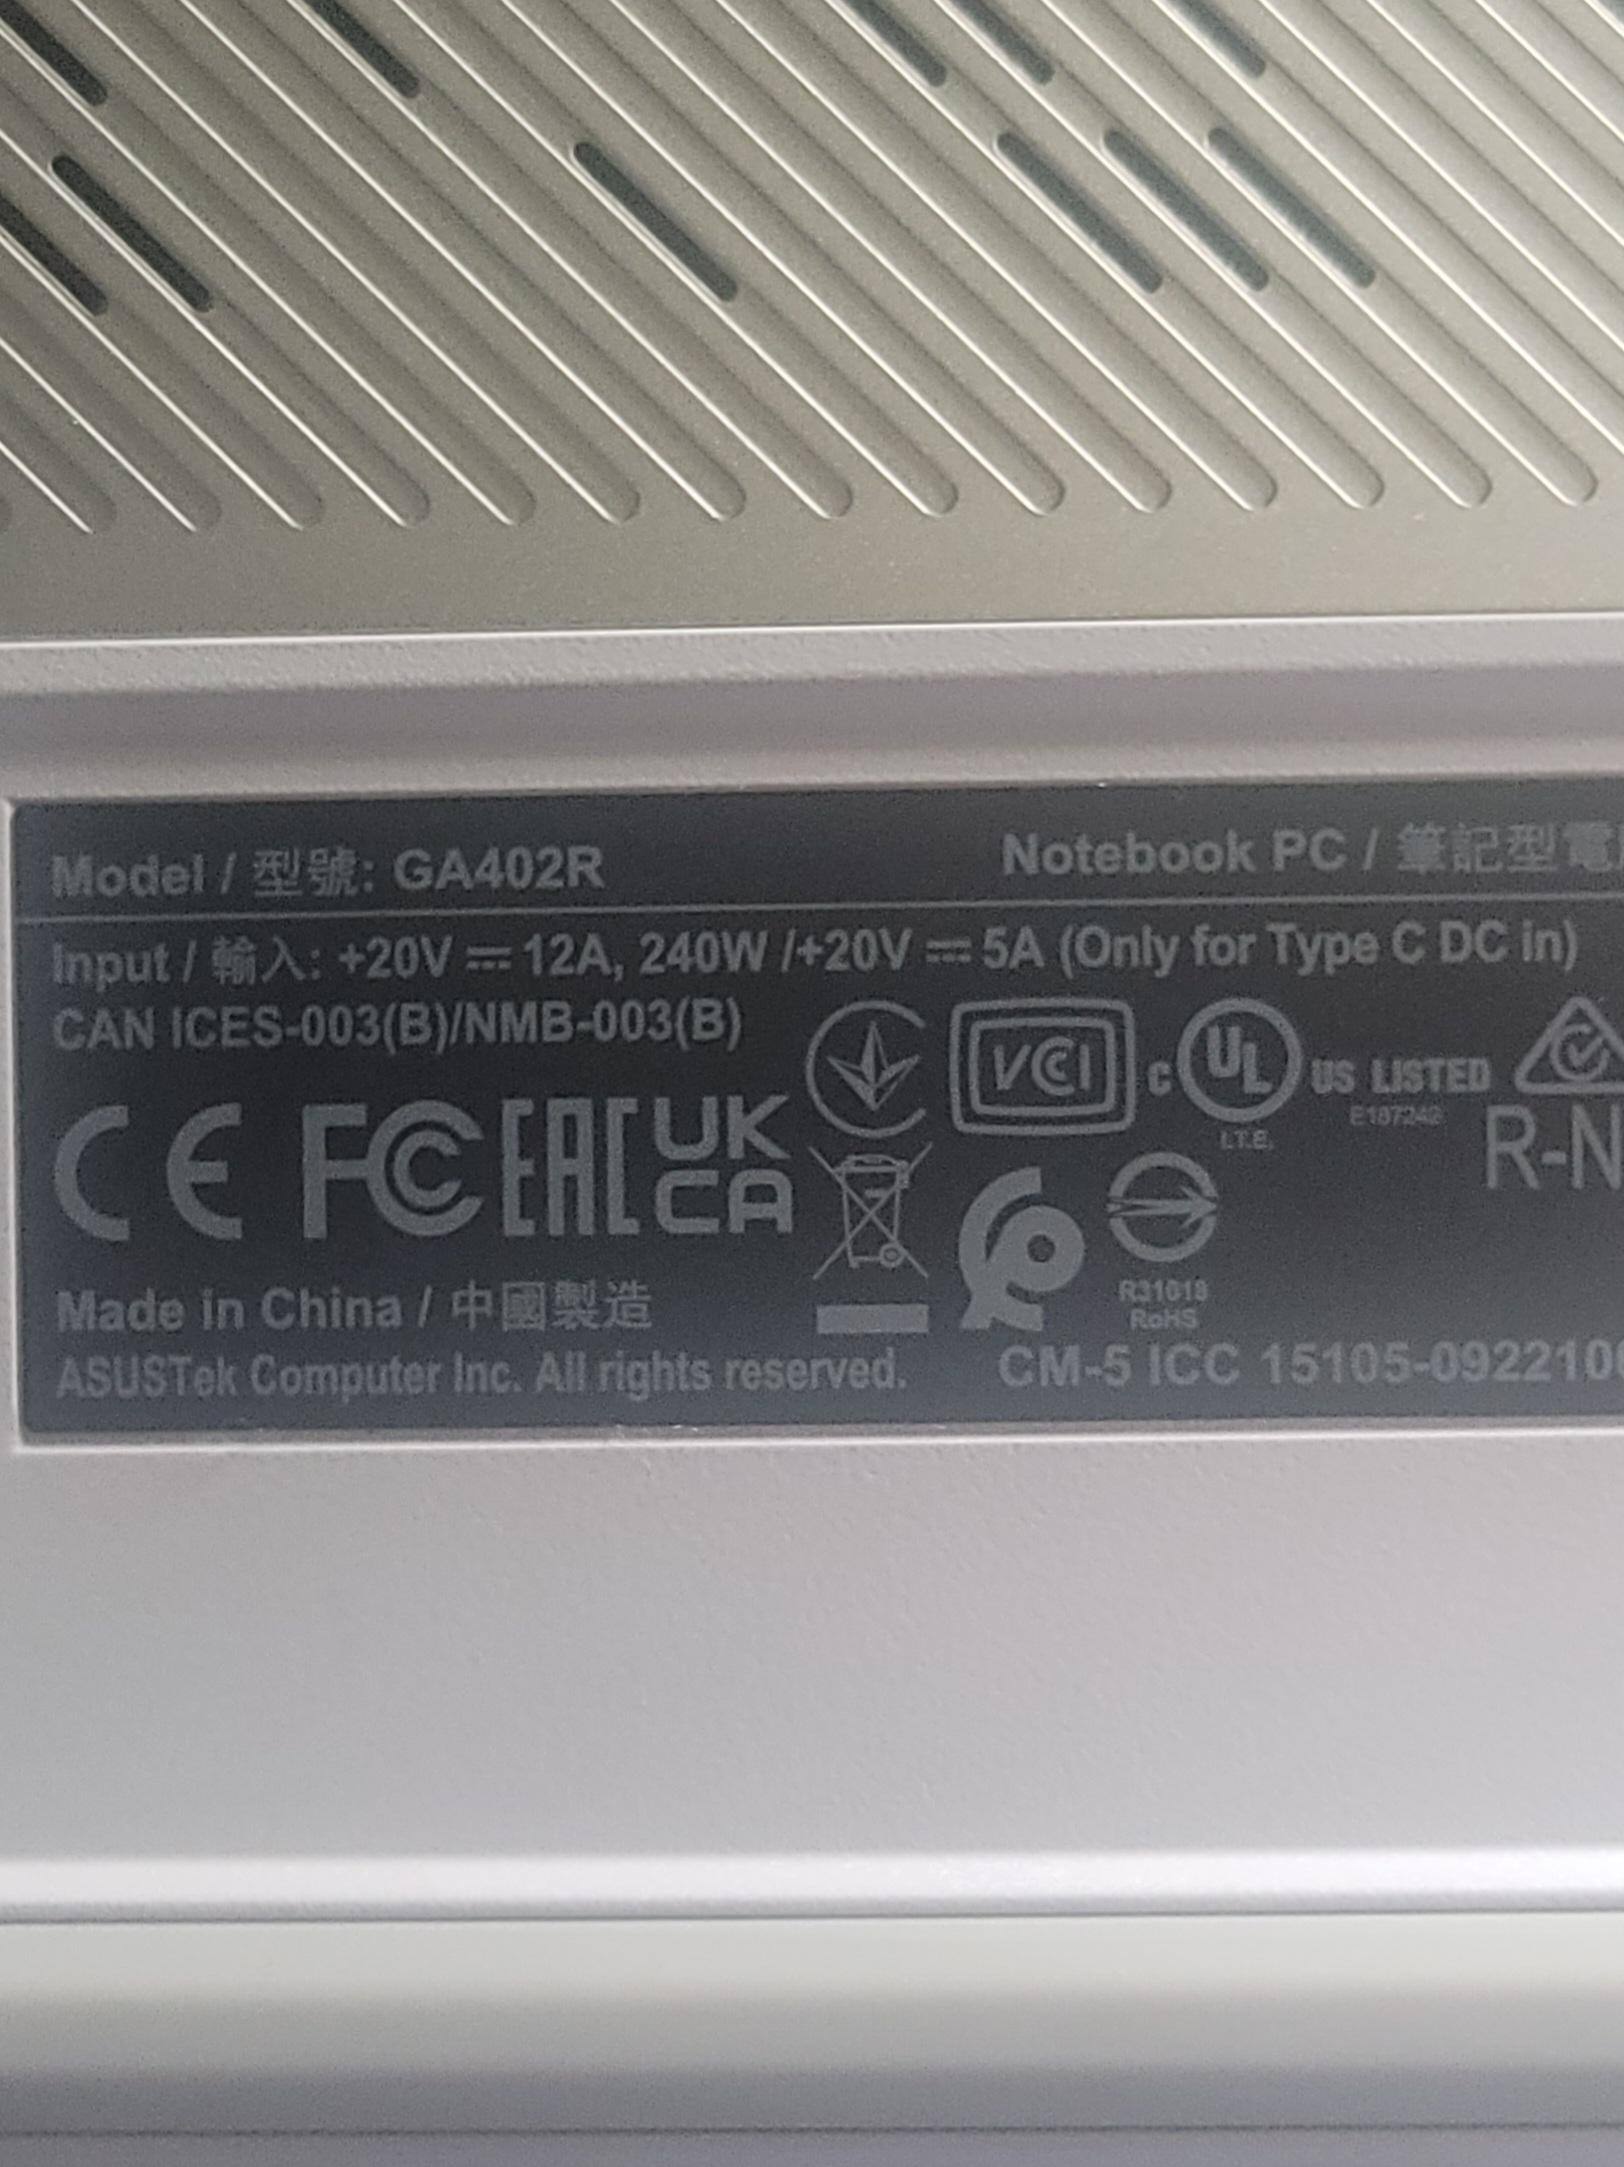 Model / 型號: GA402R
Notebook PC / 筆記型電
Input / 輸入: +20V ⎓ 12A, 240W /+20V ⎓ 5A (Only for Type C DC in)
CAN ICES-003(B)/NMB-003(B)
VCI
C UL US LISTED
I.T.E.
E187242
R-N
CE FC EAC UK
CA
R31018
RoHS
Made in China / 中國製造
ASUSTek Computer Inc. All rights reserved.
CM-5 ICC 15105-0922100